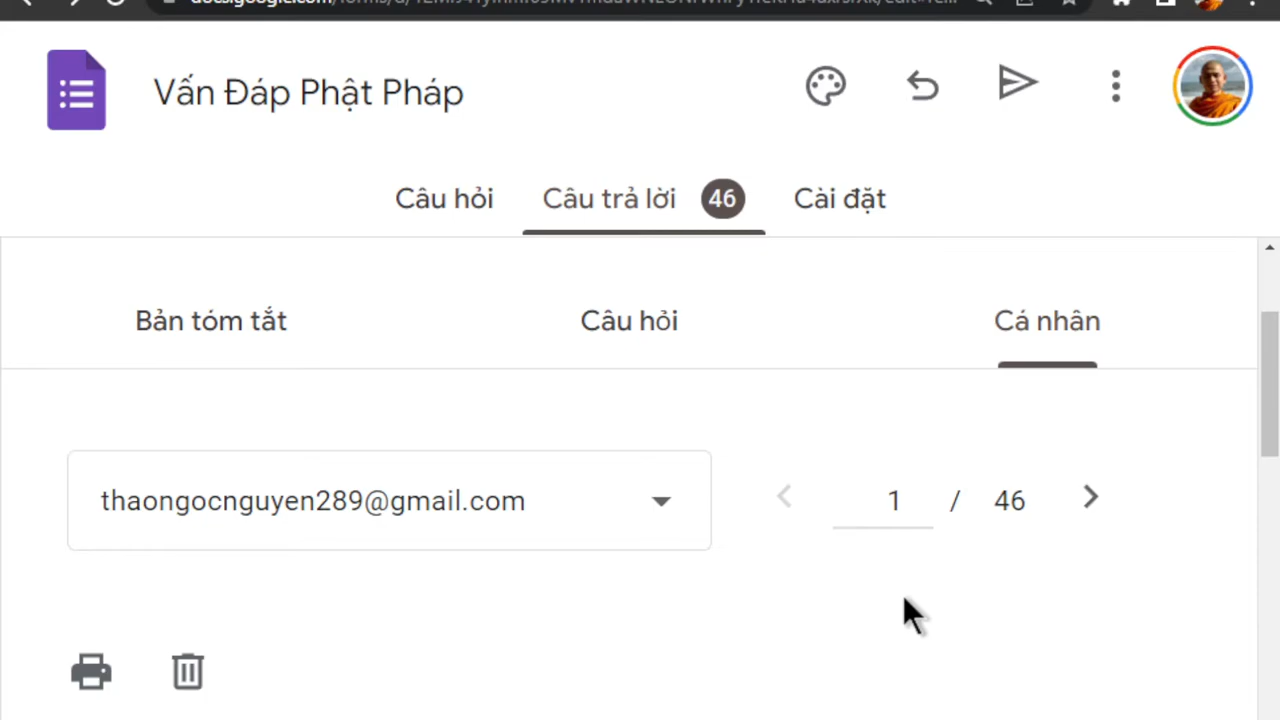 Vấn Đáp Phật Pháp
Câu hỏi Câu trả lời 46 Cài đặt
Bản tóm tắt Câu hỏi Cá nhân
thaongocnguyen289@gmail.com 1 / 46